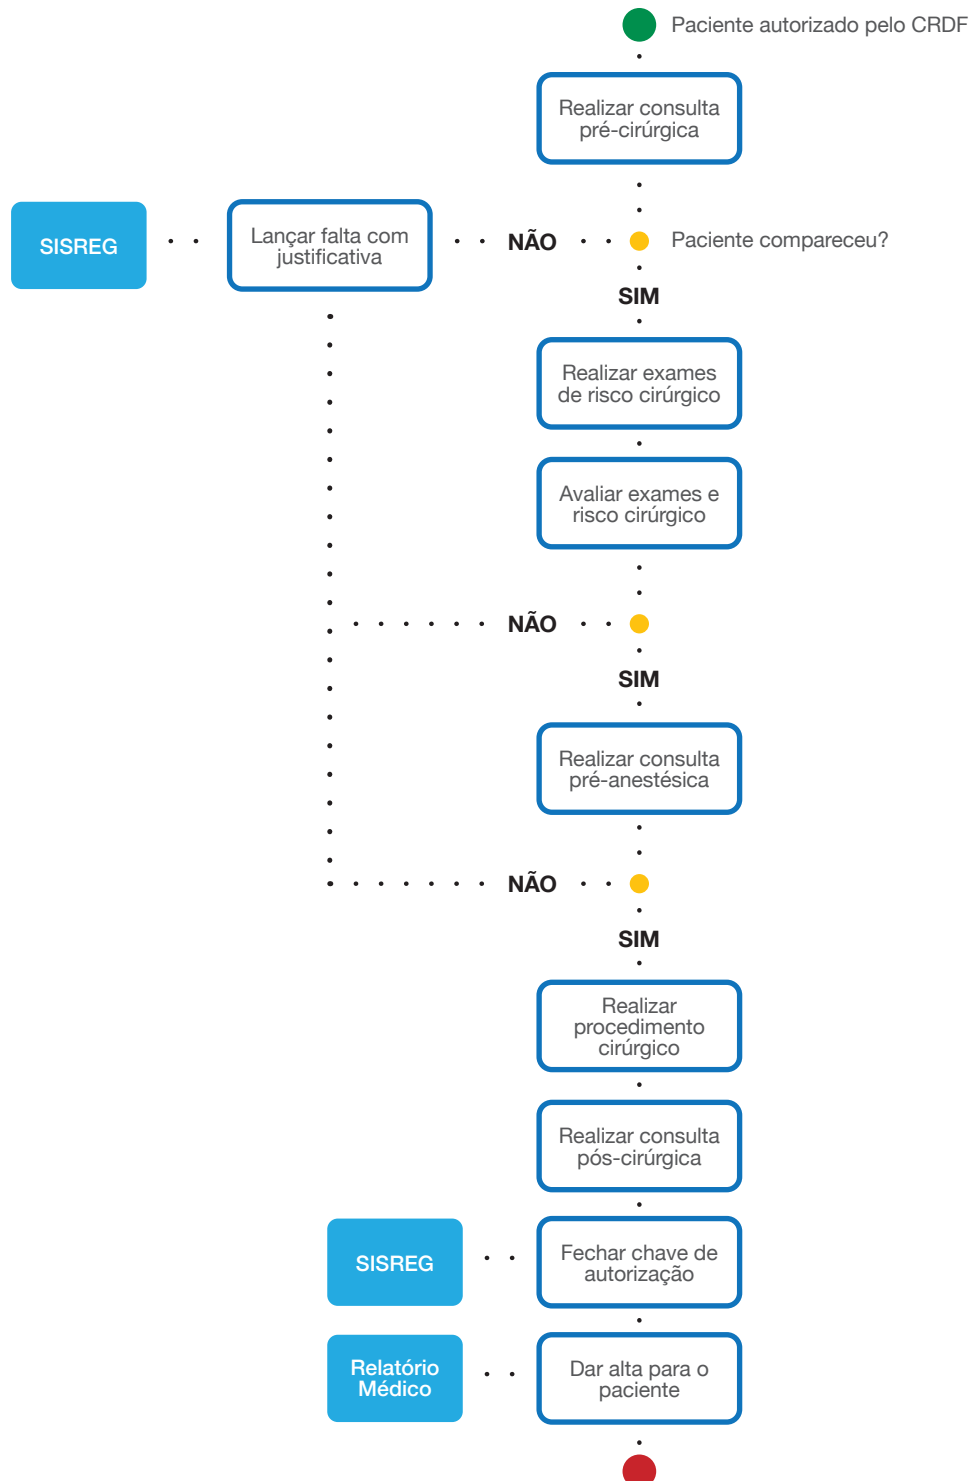 Paciente autorizado pelo CRDF
Realizar consulta
pré-cirúrgica
SISREG
Lançar falta com
justificativa
NÃO
Paciente compareceu?
SIM
Realizar exames
de risco cirúrgico
Avaliar exames e
risco cirúrgico
NÃO
SIM
Realizar consulta
pré-anestésica
NÃO
SIM
Realizar
procedimento
cirúrgico
Realizar consulta
pós-cirúrgica
SISREG
Fechar chave de
autorização
Relatório
Médico
Dar alta para o
paciente